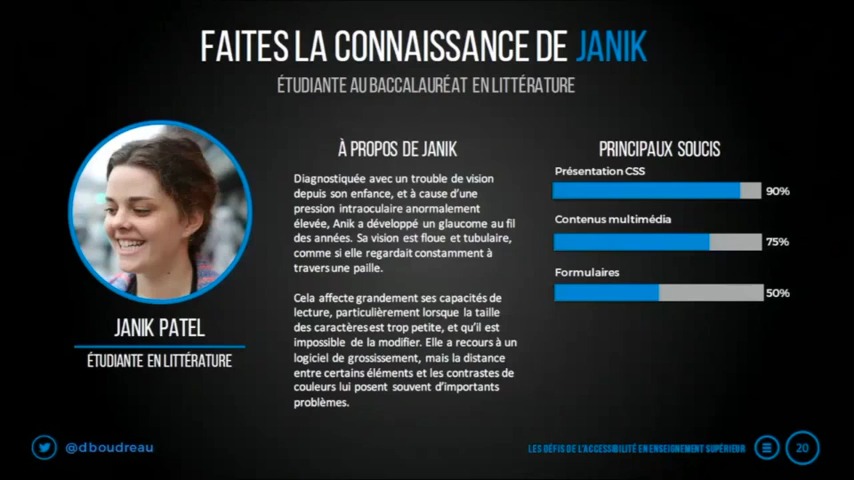 FAITES LA CONNAISSANCE DE JANIK
ÉTUDIANTE AU BACCALAURÉAT EN LITTÉRATURE
JANIK PATEL
ÉTUDIANTE EN LITTÉRATURE
À PROPOS DE JANIK
Diagnostiquée avec un trouble de vision
depuis son enfance, et à cause d'une
pression intraoculaire anormalement
élevée, Anik a développé un glaucome au fil
des années. Sa vision est floue et tubulaire,
comme si elle regardait constamment à
travers une paille.
Cela affecte grandement ses capacités de
lecture, particulièrement lorsque la taille
des caractères est trop petite, et qu'il est
impossible de la modifier. Elle a recours à un
logiciel de grossissement, mais la distance
entre certains éléments et les contrastes de
couleurs lui posent souvent d'importants
problèmes.
PRINCIPAUX SOUCIS
Présentation CSS
90%
Contenus multimédia
75%
Formulaires
50%
@dboudreau
LES DÉFIS DE L'ACCESSIBILITÉ EN ENSEIGNEMENT SUPÉRIEUR
20